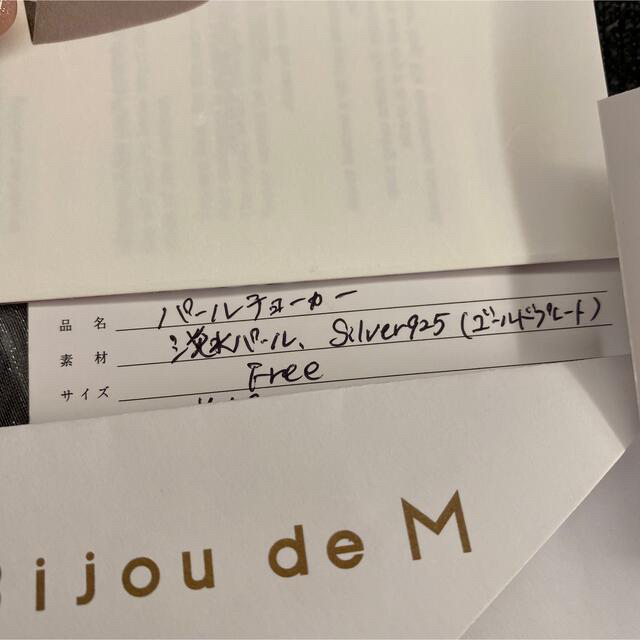 品名 パールチョーカー
素材 淡水パール、Silver925(ゴールドプレート)
サイズ Free
Bijou de M